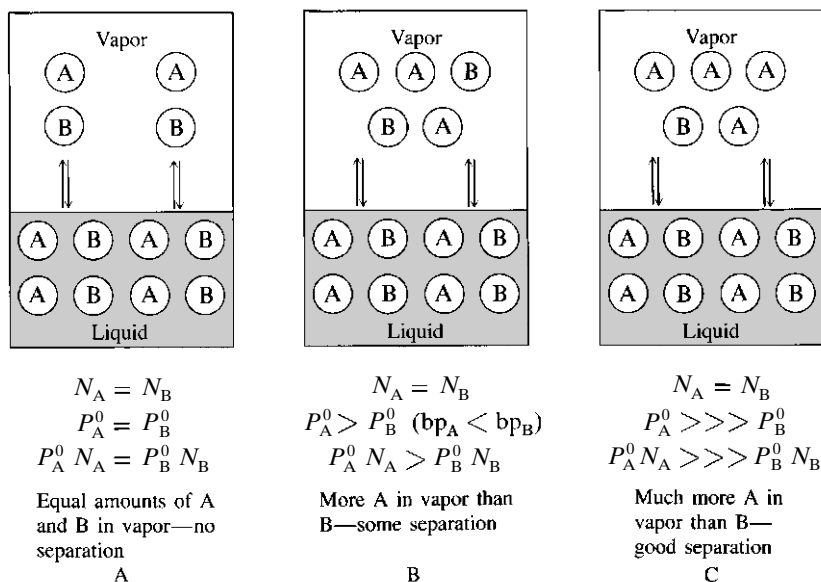 Vapor
A A
B B
A B A B
A B A B
Liquid
N_A = N_B
P_A^0 = P_B^0
P_A^0 N_A = P_B^0 N_B
Equal amounts of A
and B in vapor—no
separation
A
Vapor
A A B
B A
A B A B
A B A B
Liquid
N_A = N_B
P_A^0 > P_B^0 (bp_A < bp_B)
P_A^0 N_A > P_B^0 N_B
More A in vapor than
B—some separation
B
Vapor
A A A
B A
A B A B
A B A B
Liquid
N_A = N_B
P_A^0 >>> P_B^0
P_A^0 N_A >>> P_B^0 N_B
Much more A in
vapor than B—
good separation
C